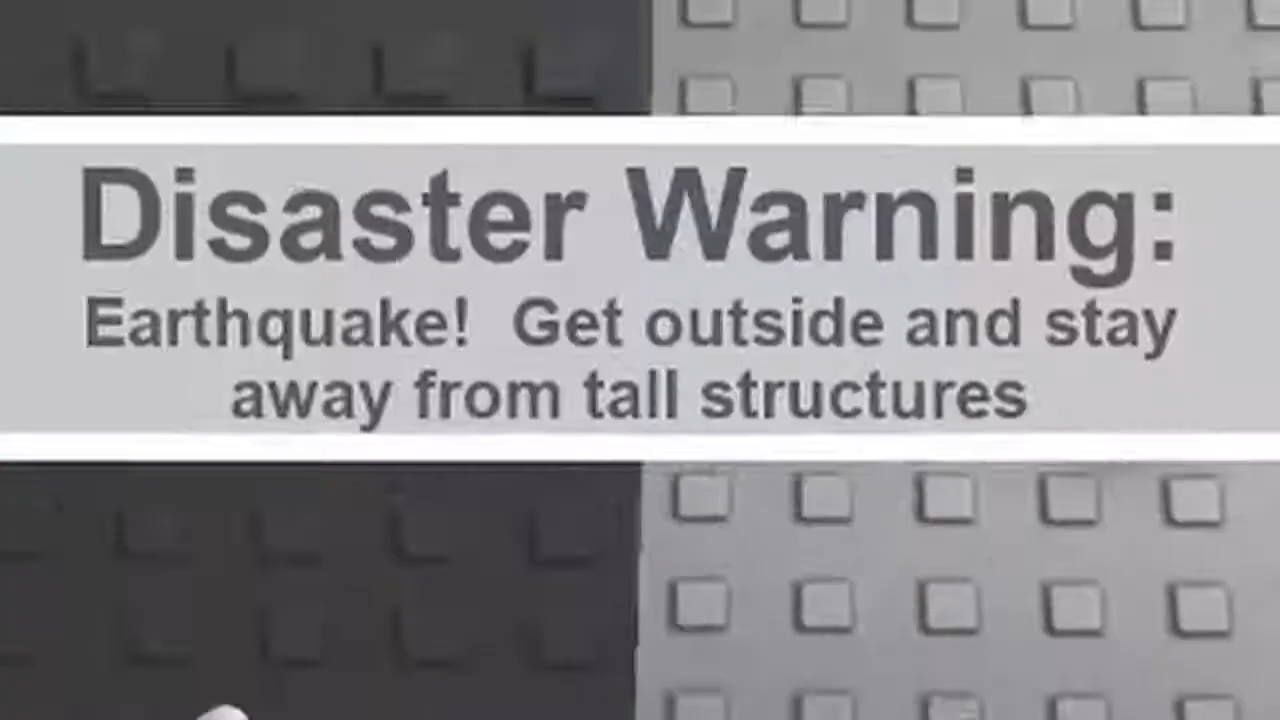 Disaster Warning:
Earthquake! Get outside and stay
away from tall structures